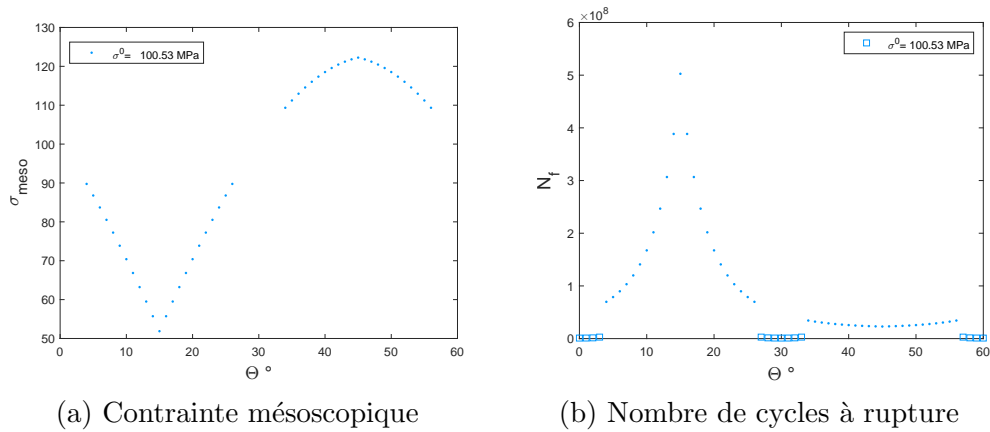 130
120
110
100
90
80
70
60
50
σ_meso
0 10 20 30 40 50 60
Θ °
σ⁰= 100.53 MPa
×10⁸
6
5
4
3
2
1
0
N_f
0 10 20 30 40 50 60
Θ °
σ⁰= 100.53 MPa
(a) Contrainte mésoscopique
(b) Nombre de cycles à rupture